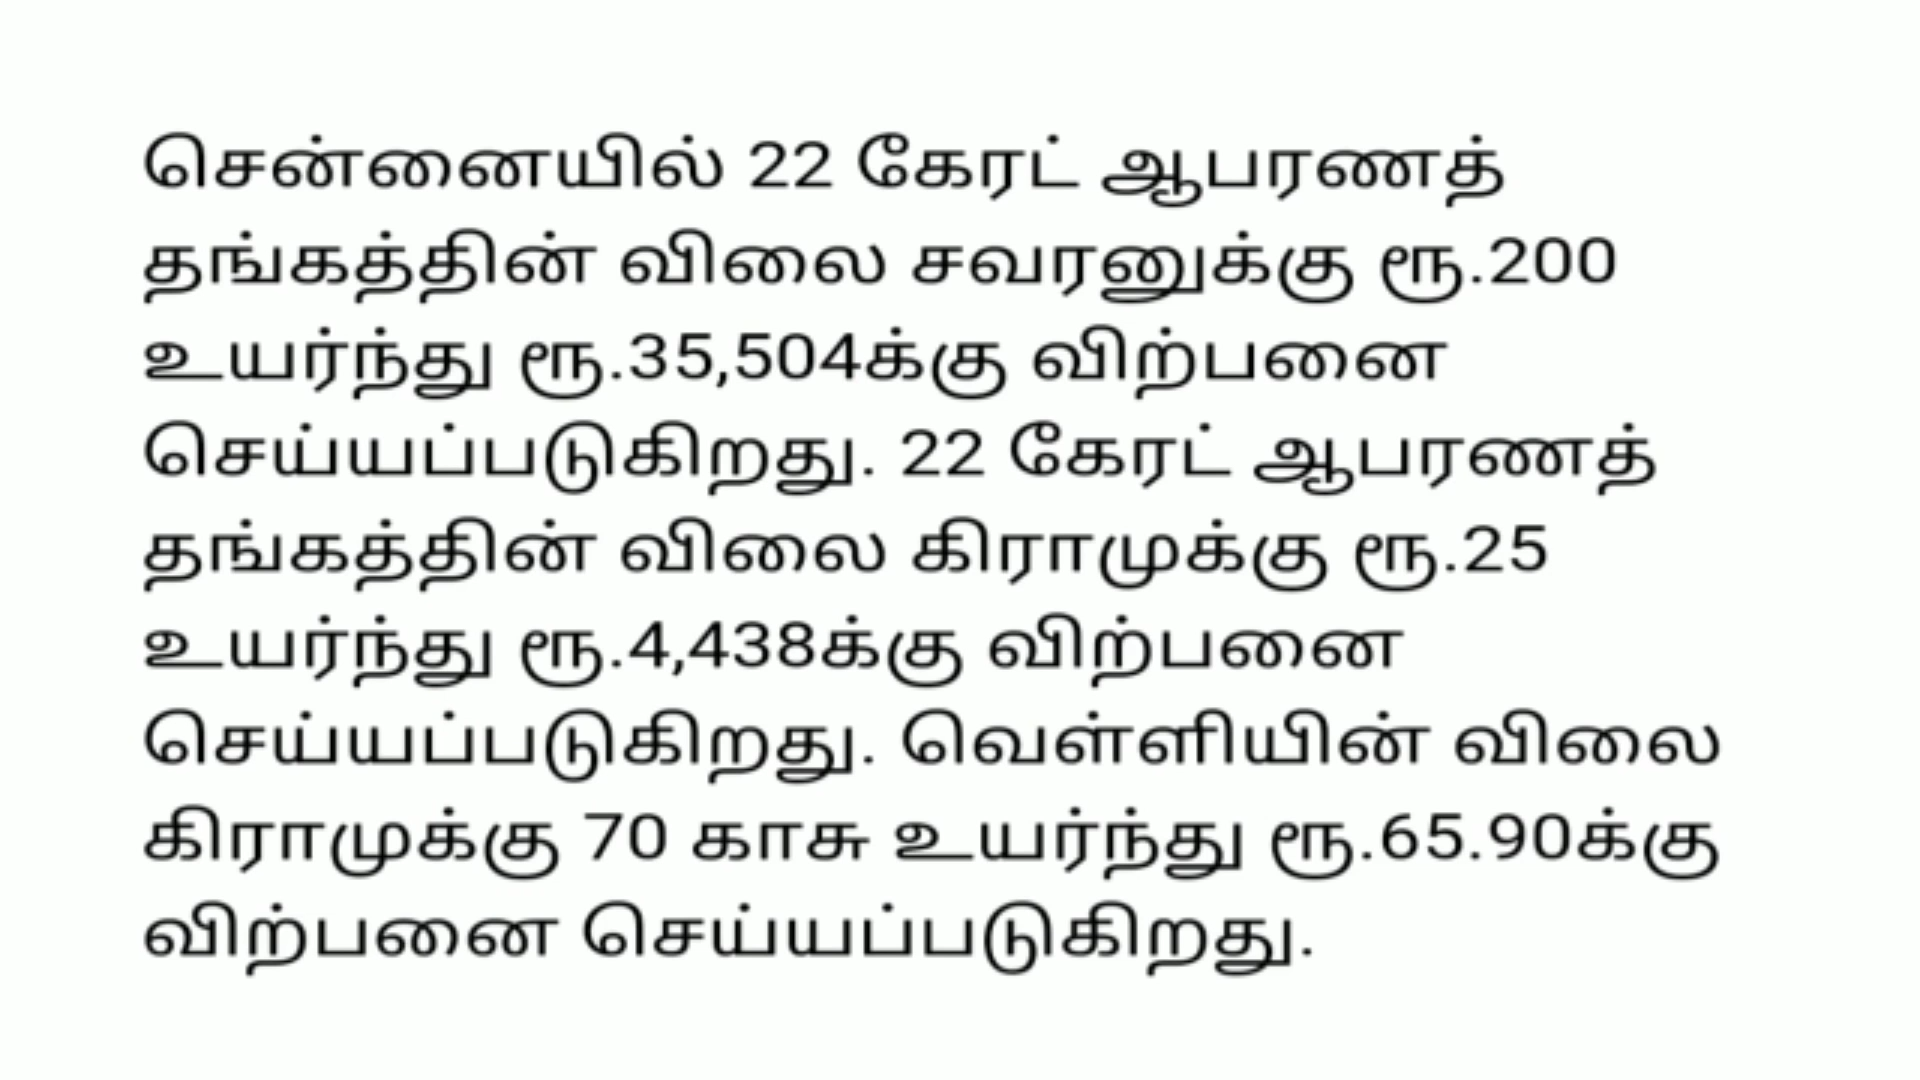 சென்னையில் 22 கேரட் ஆபரணத்
தங்கத்தின் விலை சவரனுக்கு ரூ.200
உயர்ந்து ரூ.35,504க்கு விற்பனை
செய்யப்படுகிறது. 22 கேரட் ஆபரணத்
தங்கத்தின் விலை கிராமுக்கு ரூ.25
உயர்ந்து ரூ.4,438க்கு விற்பனை
செய்யப்படுகிறது. வெள்ளியின் விலை
கிராமுக்கு 70 காசு உயர்ந்து ரூ.65.90க்கு
விற்பனை செய்யப்படுகிறது.